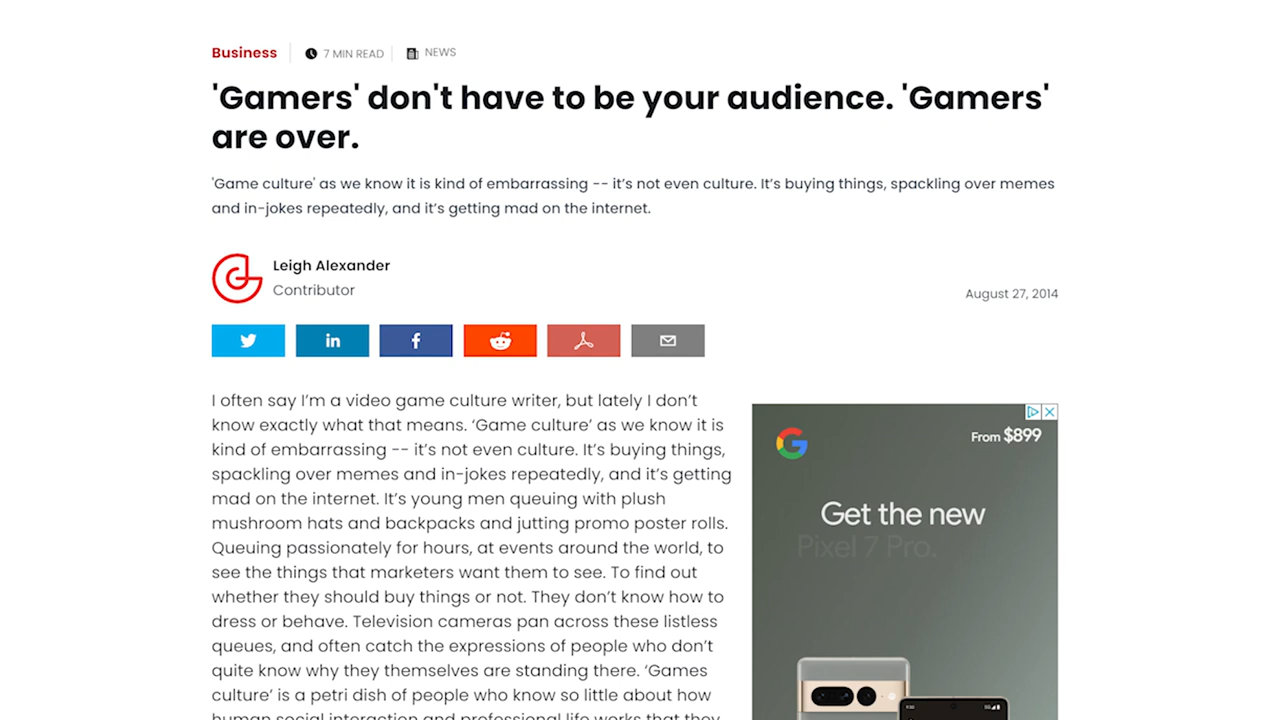 Business
7 MIN READ
NEWS
'Gamers' don't have to be your audience. 'Gamers'
are over.
'Game culture' as we know it is kind of embarrassing -- it’s not even culture. It’s buying things, spackling over memes
and in-jokes repeatedly, and it’s getting mad on the internet.
Leigh Alexander
Contributor
August 27, 2014
I often say I’m a video game culture writer, but lately I don’t
know exactly what that means. ‘Game culture’ as we know it is
kind of embarrassing -- it’s not even culture. It’s buying things,
spackling over memes and in-jokes repeatedly, and it’s getting
mad on the internet. It’s young men queuing with plush
mushroom hats and backpacks and jutting promo poster rolls.
Queuing passionately for hours, at events around the world, to
see the things that marketers want them to see. To find out
whether they should buy things or not. They don’t know how to
dress or behave. Television cameras pan across these listless
queues, and often catch the expressions of people who don’t
quite know why they themselves are standing there. ‘Games
culture’ is a petri dish of people who know so little about how
human social interaction and professional life works that they
From $899
Get the new
Pixel 7 Pro.